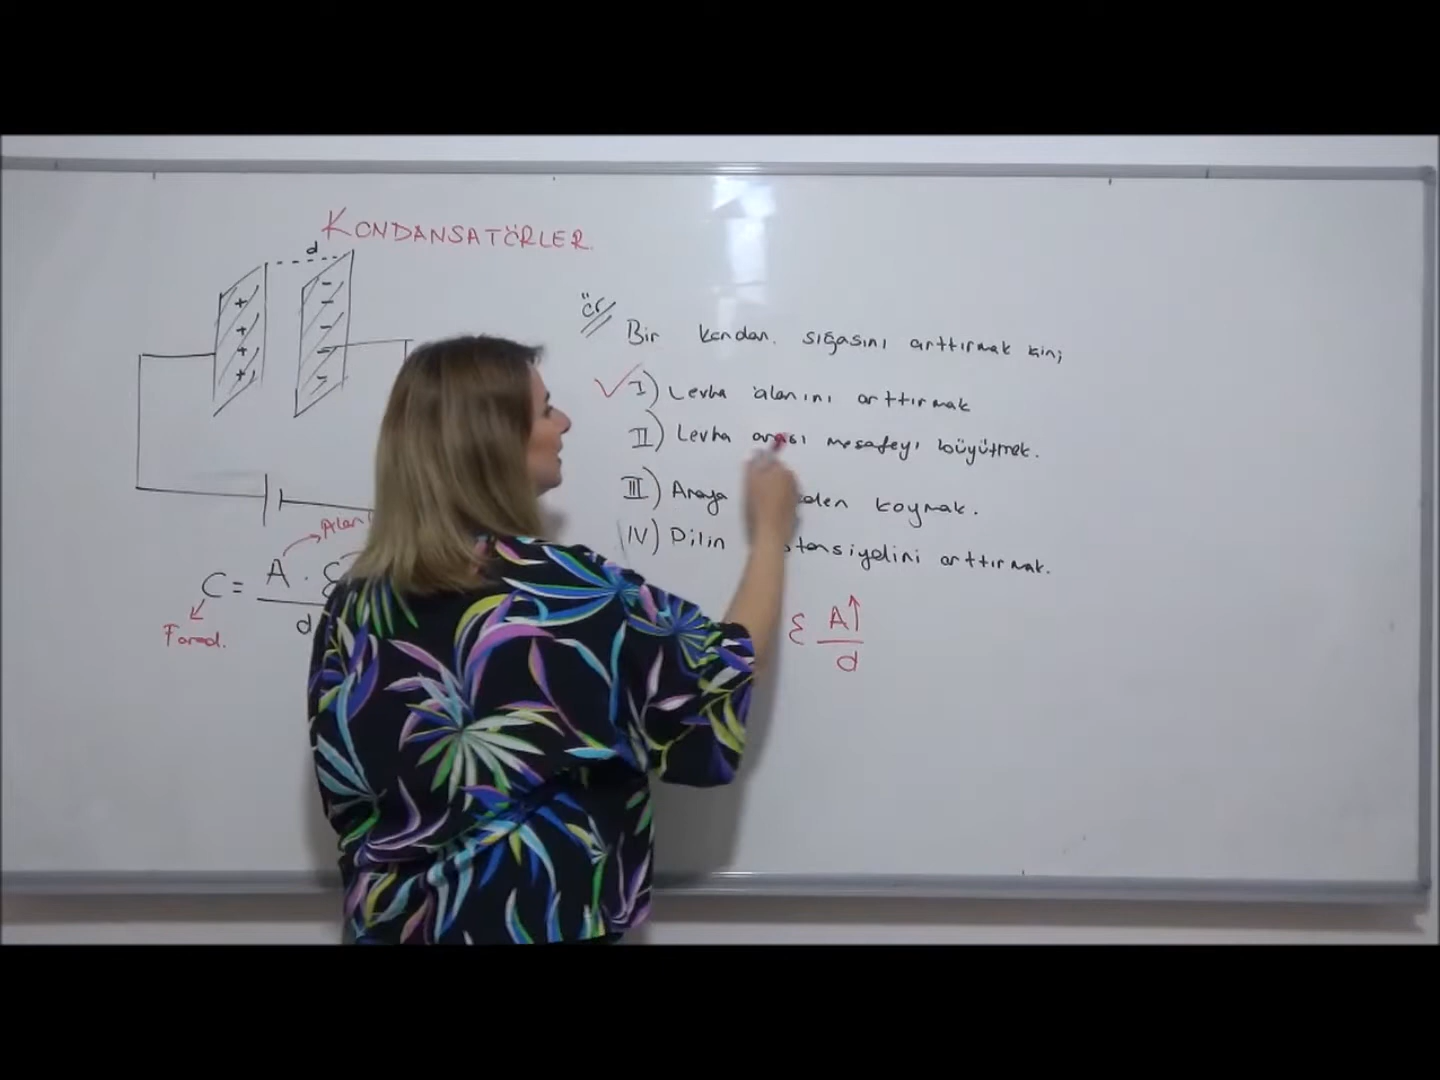 KONDANSATÖRLER
d
+ -
+ -
+ -
+ -
ör
Bir kondan. sığasını arttırmak için;
✓ I) Levha alanını arttırmak
II) Levha arası mesafeyi büyütmek.
III) Araya koymak.
IV) Pilin arttırmak.
Alan
C = A . ε
d
Farad.
ε A↑
d